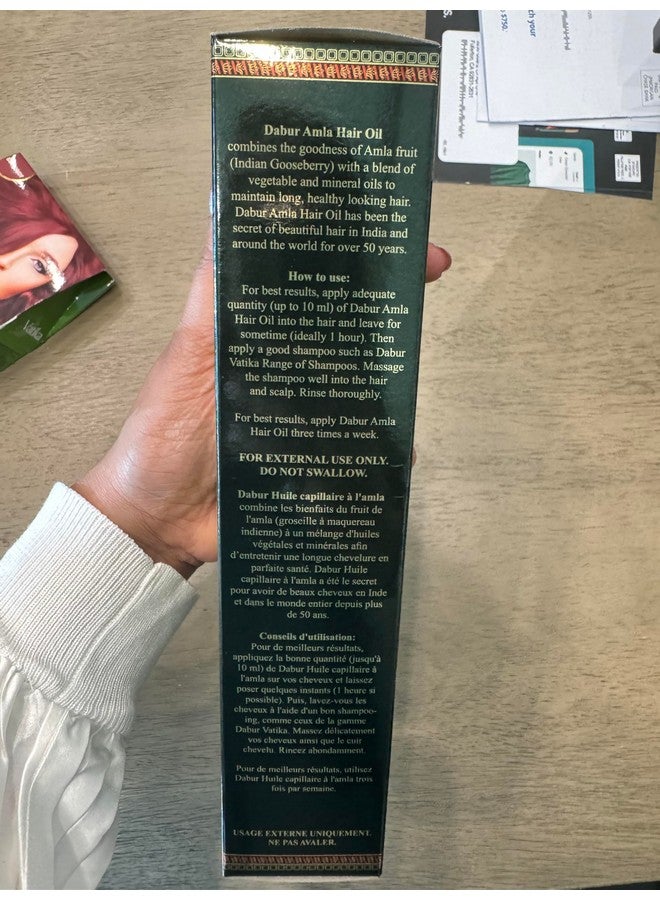 Dabur Amla Hair Oil
combines the goodness of Amla fruit
(Indian Gooseberry) with a blend of
vegetable and mineral oils to
maintain long, healthy looking hair.
Dabur Amla Hair Oil has been the
secret of beautiful hair in India and
around the world for over 50 years.
How to use:
For best results, apply adequate
quantity (up to 10 ml) of Dabur Amla
Hair Oil into the hair and leave for
sometime (ideally 1 hour). Then
apply a good shampoo such as Dabur
Vatika Range of Shampoos. Massage
the shampoo well into the hair
and scalp. Rinse thoroughly.
For best results, apply Dabur Amla
Hair Oil three times a week.
FOR EXTERNAL USE ONLY.
DO NOT SWALLOW.
Dabur Huile capillaire à l'amla
combine les bienfaits du fruit de
l'amla (groseille à maquereau
indienne) à un mélange d'huiles
végétales et minérales afin
d'entretenir une longue chevelure en
parfaite santé. Dabur Huile
capillaire à l'amla a été le secret
pour avoir de beaux cheveux en Inde
et dans le monde entier depuis plus
de 50 ans.
Conseils d'utilisation:
Pour de meilleurs résultats,
appliquez la bonne quantité (jusqu'à
10 ml) de Dabur Huile capillaire à
l'amla sur vos cheveux et laissez
poser quelques instants (1 heure si
possible). Puis, lavez-vous les
cheveux à l'aide d'un bon shampoo-
ing, comme ceux de la gamme
Dabur Vatika. Massez délicatement
vos cheveux ainsi que le cuir
chevelu. Rincez abondamment.
Pour de meilleurs résultats, utilisez
Dabur Huile capillaire à l'amla trois
fois par semaine.
USAGE EXTERNE UNIQUEMENT.
NE PAS AVALER.
Vatika
$750.
your